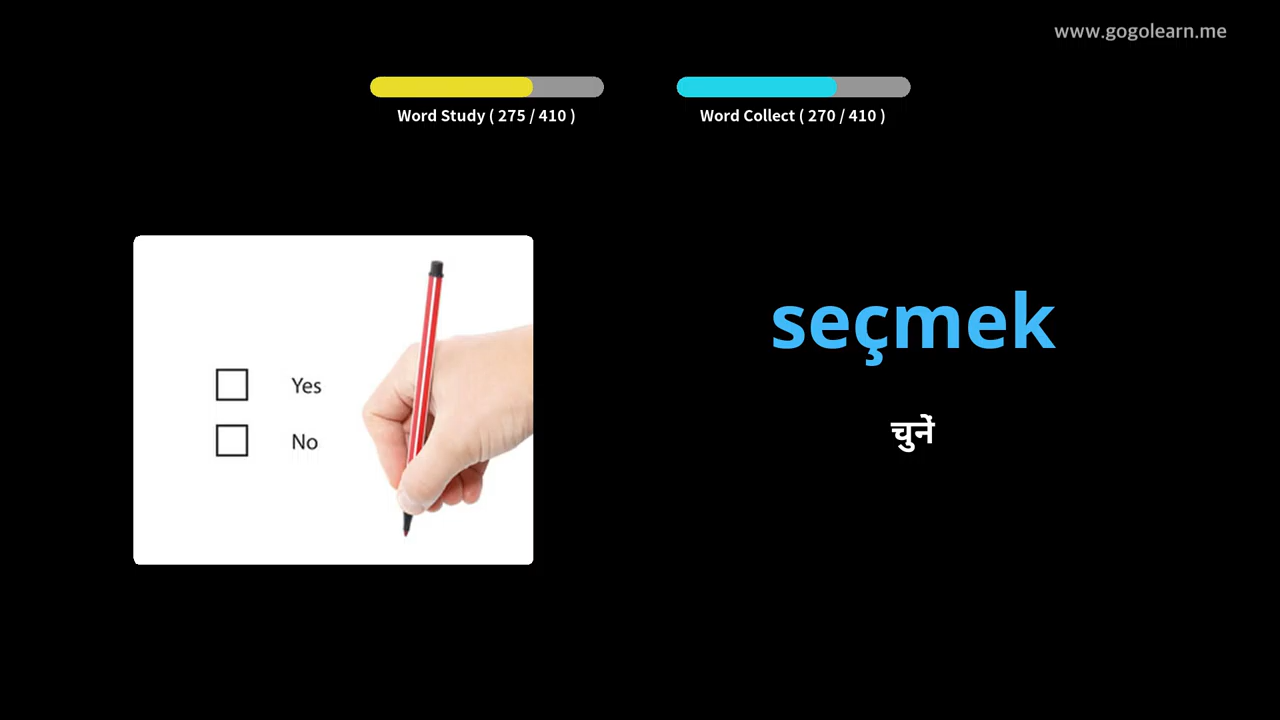 www.gogolearn.me
Word Study ( 275 / 410 )
Word Collect ( 270 / 410 )
Yes
No
seçmek
चुनें